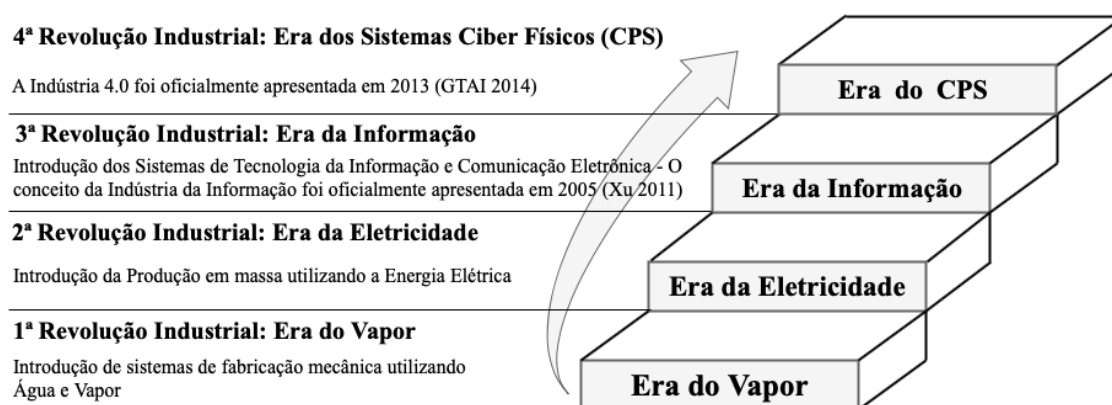 4ª Revolução Industrial: Era dos Sistemas Ciber Físicos (CPS)
A Indústria 4.0 foi oficialmente apresentada em 2013 (GTAI 2014)
Era do CPS
3ª Revolução Industrial: Era da Informação
Introdução dos Sistemas de Tecnologia da Informação e Comunicação Eletrônica - O
conceito da Indústria da Informação foi oficialmente apresentada em 2005 (Xu 2011)
Era da Informação
2ª Revolução Industrial: Era da Eletricidade
Introdução da Produção em massa utilizando a Energia Elétrica
Era da Eletricidade
1ª Revolução Industrial: Era do Vapor
Introdução de sistemas de fabricação mecânica utilizando
Água e Vapor
Era do Vapor